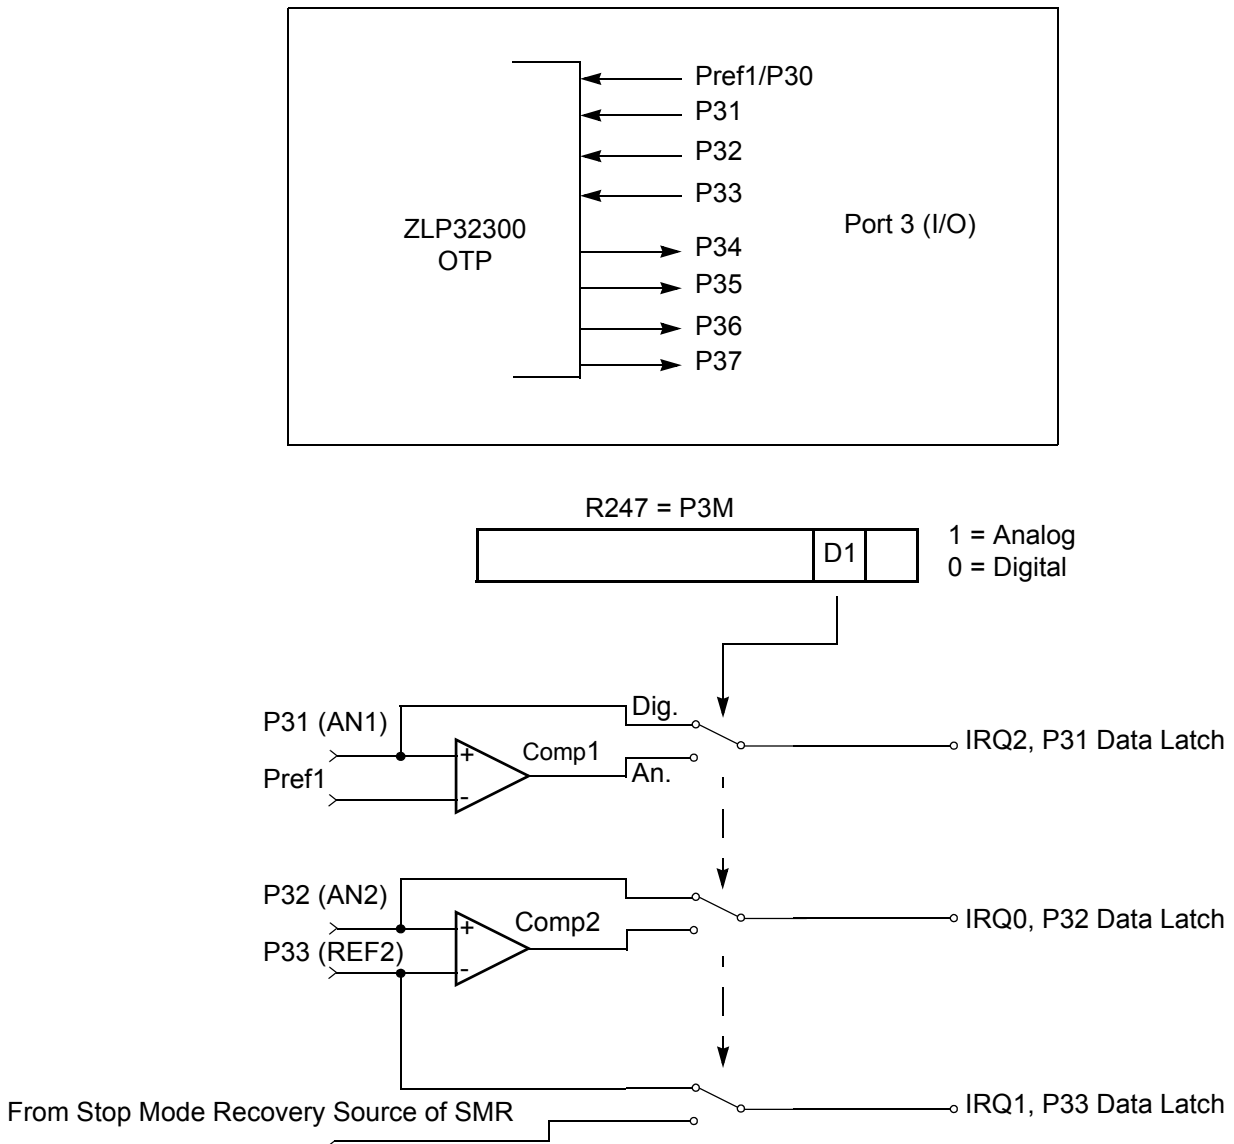 Pref1/P30
P31
P32
P33
ZLP32300
OTP
Port 3 (I/O)
P34
P35
P36
P37
R247 = P3M
D1
1 = Analog
0 = Digital
P31 (AN1)
Dig.
+
Comp1
IRQ2, P31 Data Latch
Pref1
-
An.
P32 (AN2)
+
Comp2
IRQ0, P32 Data Latch
P33 (REF2)
-
From Stop Mode Recovery Source of SMR
IRQ1, P33 Data Latch